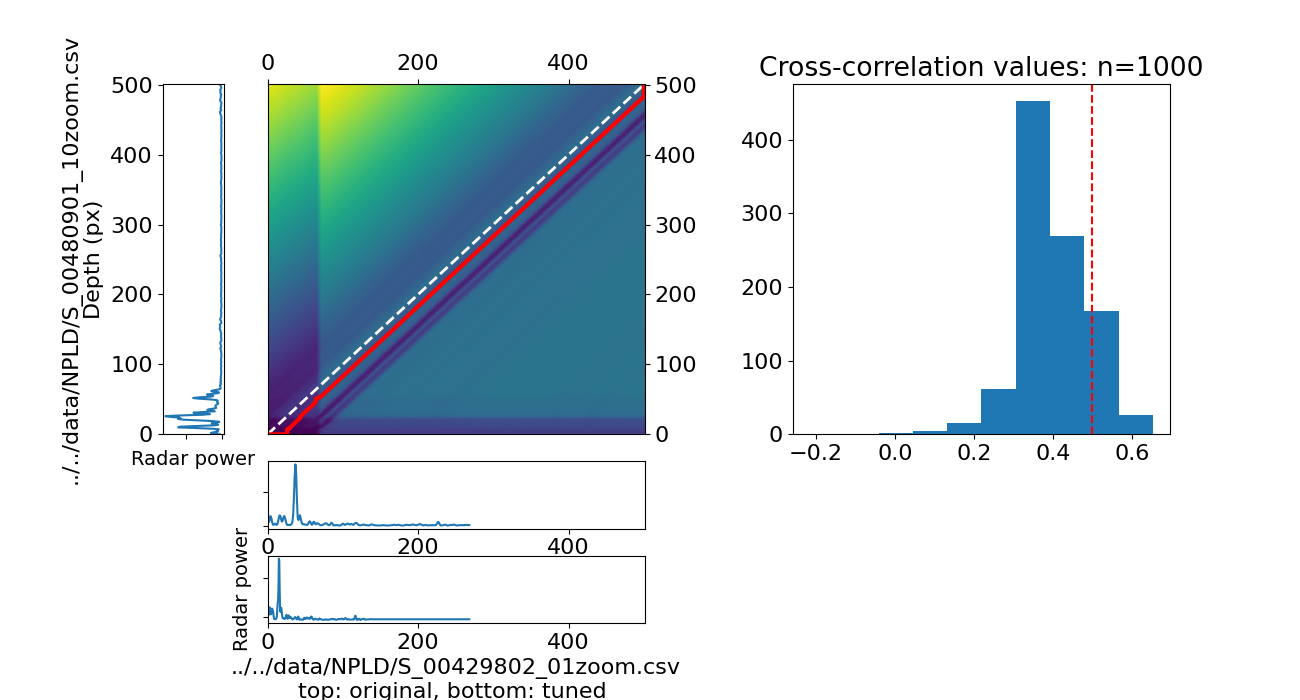 0 200 400
Cross-correlation values: n=1000
../../data/NPLD/S_00480901_10zoom.csv
Depth (px)
500
400
300
200
100
0
500
400
300
200
100
0
400
300
200
100
0
−0.2 0.0 0.2 0.4 0.6
Radar power
0 200 400
Radar power
0 200 400
../../data/NPLD/S_00429802_01zoom.csv
top: original, bottom: tuned